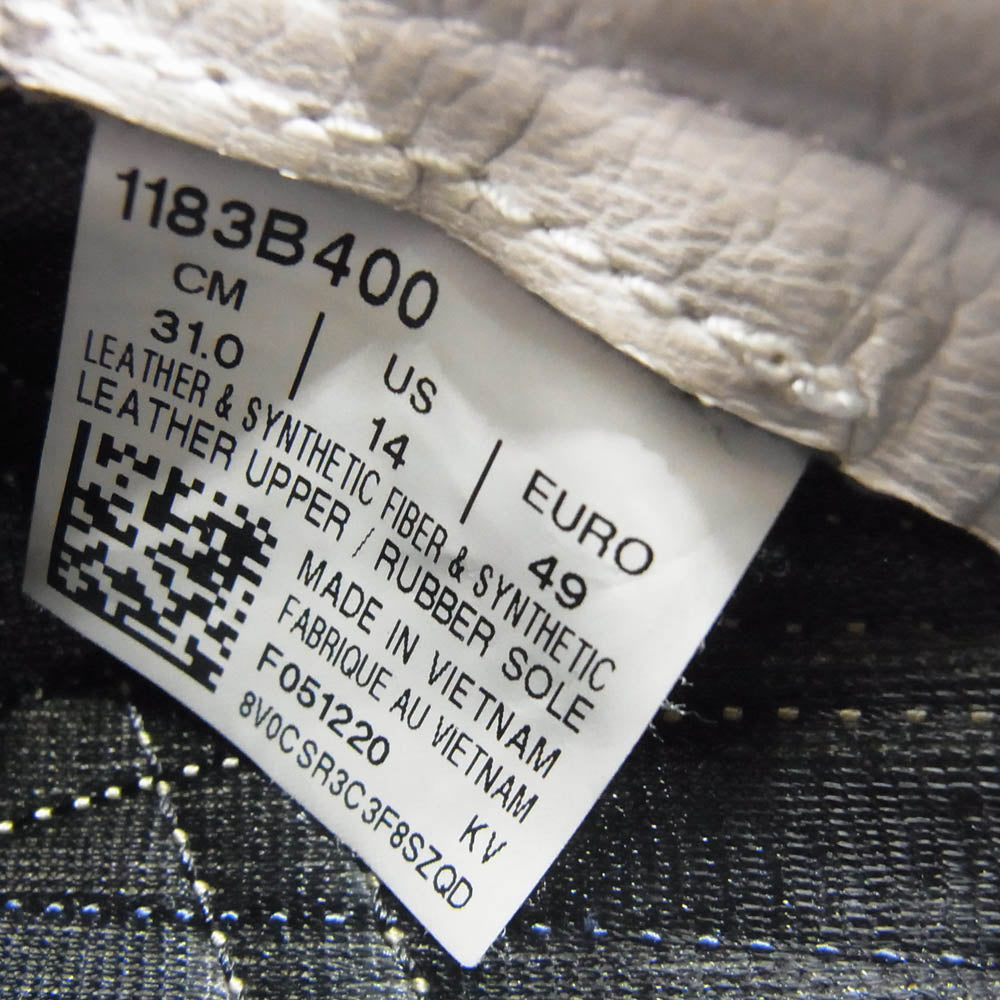 1183B400
CM | US | EURO
31.0 | 14 | 49
LEATHER & SYNTHETIC FIBER & SYNTHETIC
LEATHER UPPER / RUBBER SOLE
MADE IN VIETNAM
FABRIQUE AU VIETNAM
F051220 KV
8V0CSR3C3F8SZQD